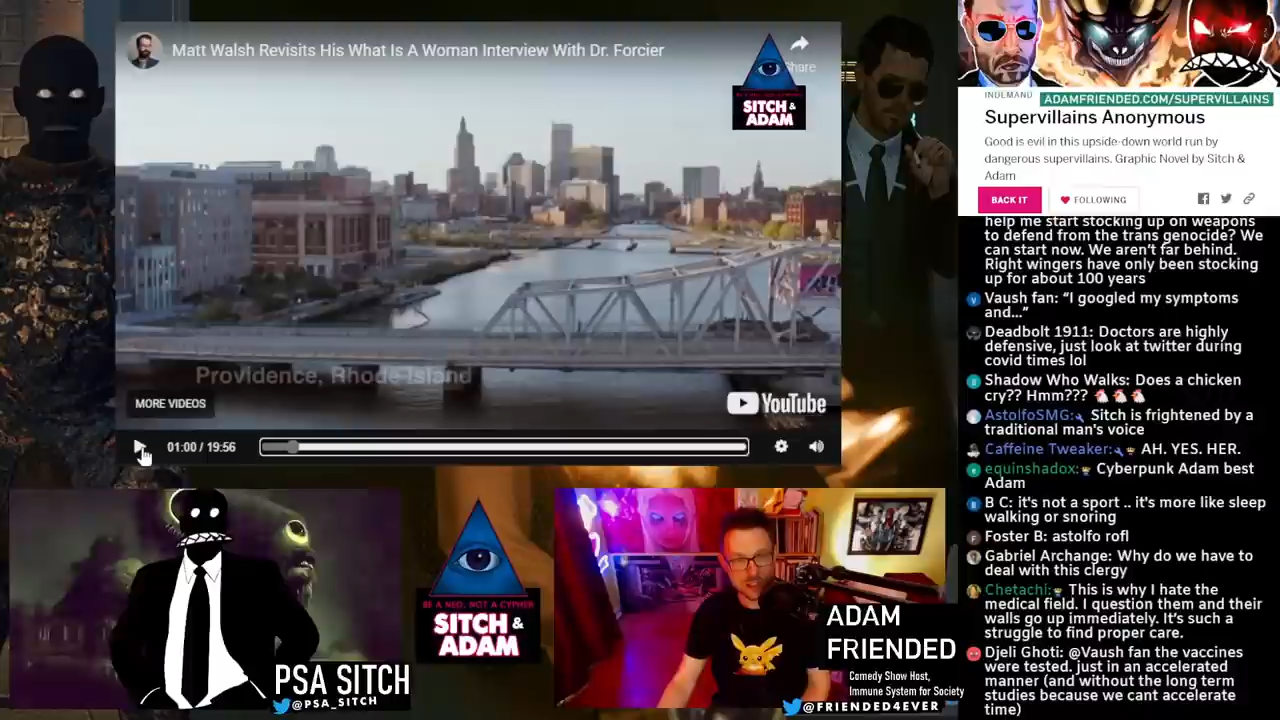 Matt Walsh Revisits His What Is A Woman Interview With Dr. Forcier
Share
SITCH &
ADAM
Providence, Rhode Island
MORE VIDEOS
YouTube
01:00 / 19:56
INDEMAND
ADAMFRIENDED.COM/SUPERVILLAINS
Supervillains Anonymous
Good is evil in this upside-down world run by
dangerous supervillains. Graphic Novel by Sitch &
Adam
BACK IT
FOLLOWING
help me start stocking up on weapons
to defend from the trans genocide? We
can start now. We aren't far behind.
Right wingers have only been stocking
up for about 100 years
Vaush fan: “I googled my symptoms
and...”
Deadbolt 1911: Doctors are highly
defensive, just look at twitter during
covid times lol
Shadow Who Walks: Does a chicken
cry?? Hmm???
AstolfoSMG: Sitch is frightened by a
traditional man's voice
Caffeine Tweaker: AH. YES. HER.
equinshadox: Cyberpunk Adam best
Adam
B C: it's not a sport .. it's more like sleep
walking or snoring
Foster B: astolfo rofl
Gabriel Archange: Why do we have to
deal with this clergy
Chetachi: This is why I hate the
medical field. I question them and their
walls go up immediately. It's such a
struggle to find proper care.
Djeli Ghoti: @Vaush fan the vaccines
were tested. just in an accelerated
manner (and without the long term
studies because we cant accelerate
time)
PSA SITCH
@PSA_SITCH
BE A NEO, NOT A CYPHER
SITCH &
ADAM
ADAM
FRIENDED
Comedy Show Host,
Immune System for Society
@FRIENDED4EVER